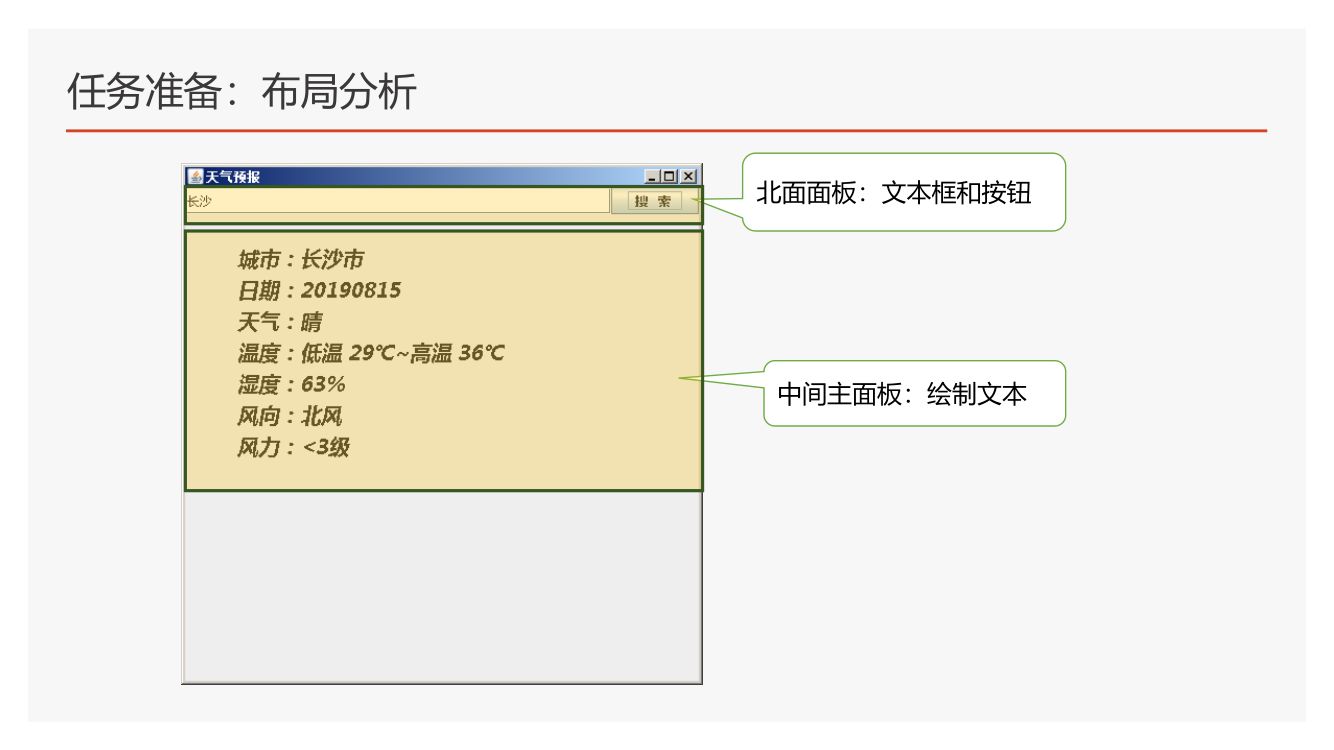 任务准备：布局分析
天气预报
长沙
搜 索
北面面板：文本框和按钮
城市：长沙市
日期：20190815
天气：晴
温度：低温 29℃~高温 36℃
湿度：63%
风向：北风
风力：<3级
中间主面板：绘制文本